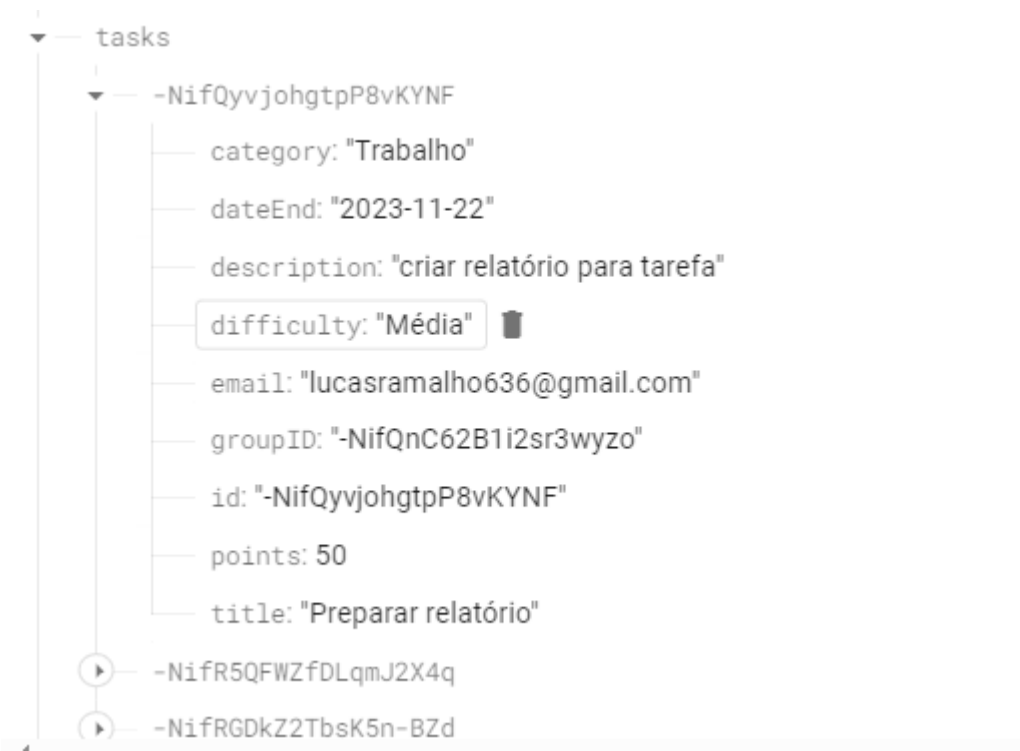 tasks
-NifQyvjohgtpP8vKYNF
category: "Trabalho"
dateEnd: "2023-11-22"
description: "criar relatório para tarefa"
difficulty: "Média"
email: "lucasramalho636@gmail.com"
groupID: "-NifQnC62B1i2sr3wyzo"
id: "-NifQyvjohgtpP8vKYNF"
points: 50
title: "Preparar relatório"
-NifR5QFWZfDLqmJ2X4q
-NifRGDkZ2TbsK5n-BZd